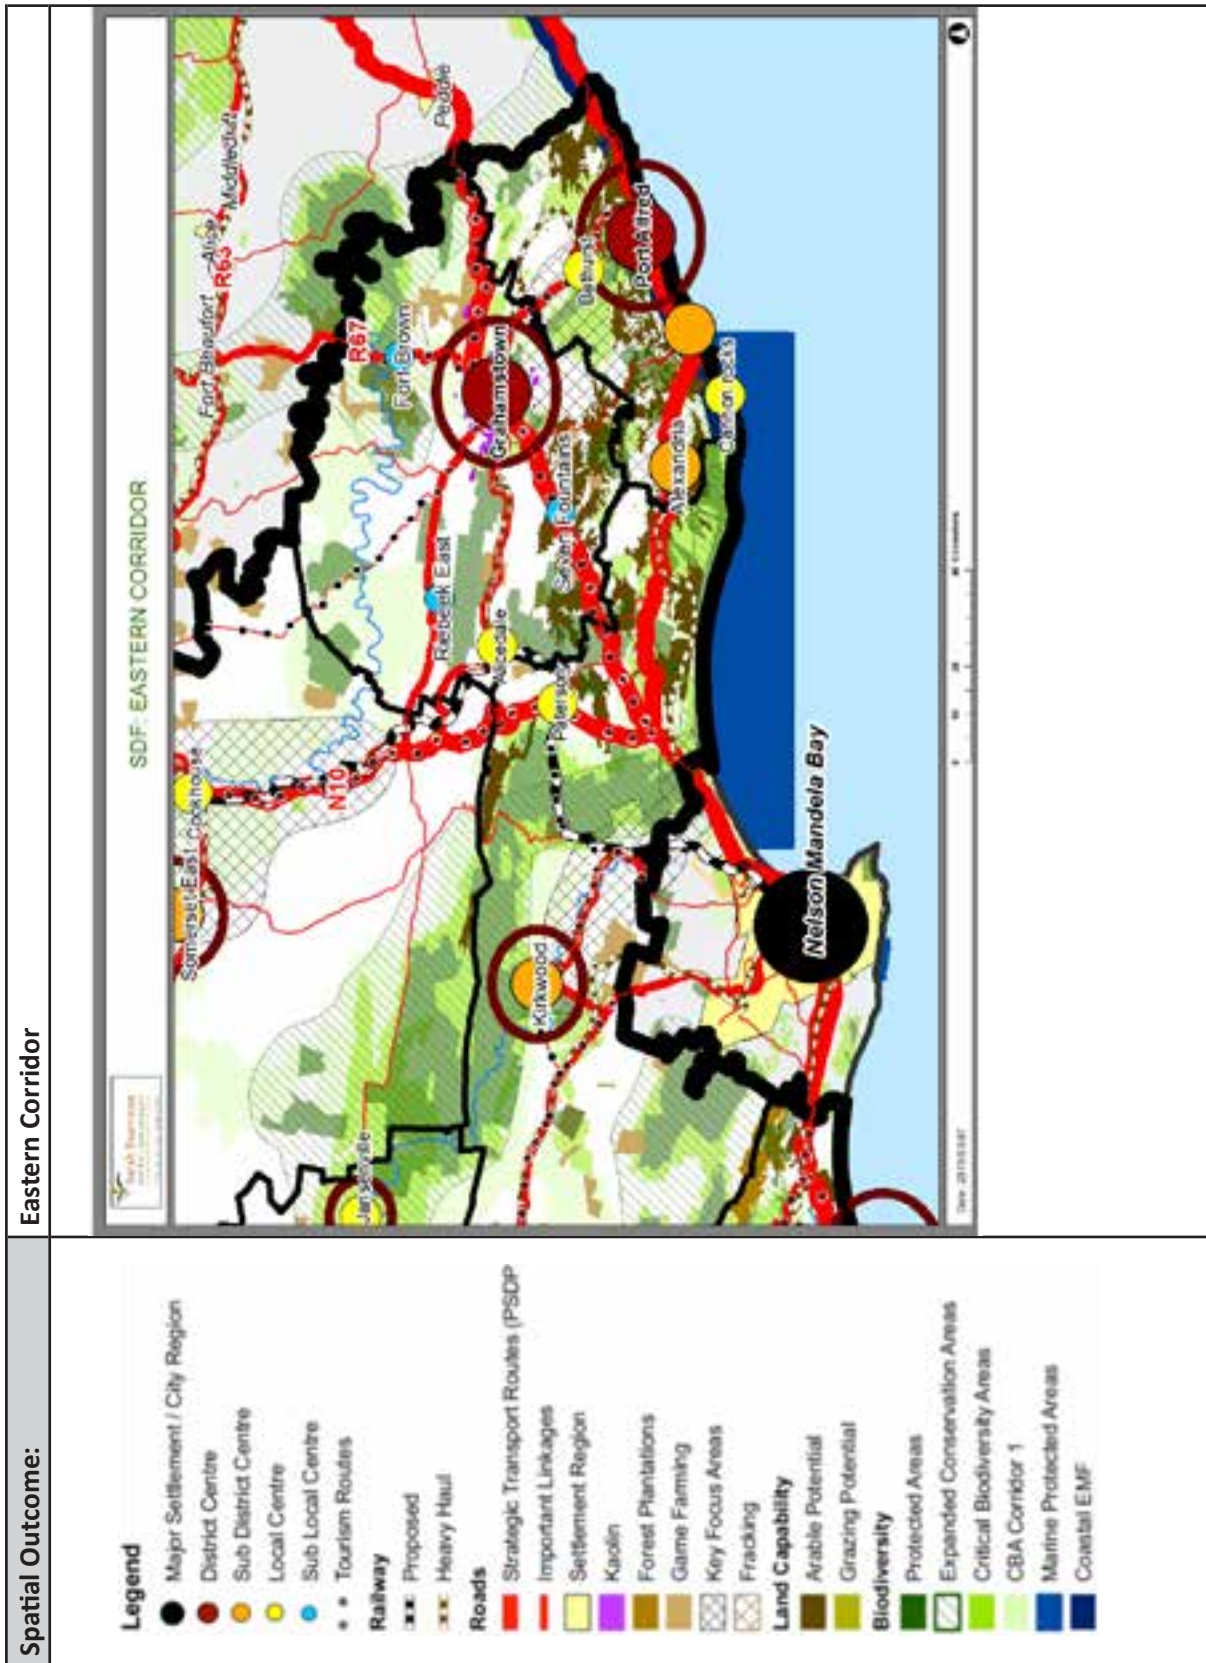 Spatial Outcome:
Eastern Corridor
Legend
Major Settlement / City Region
District Centre
Sub District Centre
Local Centre
Sub Local Centre
Tourism Routes
Railway
Proposed
Heavy Haul
Roads
Strategic Transport Routes (PSDP
Important Linkages
Settlement Region
Kaolin
Forest Plantations
Game Farming
Key Focus Areas
Fracking
Land Capability
Arable Potential
Grazing Potential
Biodiversity
Protected Areas
Expanded Conservation Areas
Critical Biodiversity Areas
CBA Corridor 1
Marine Protected Areas
Coastal EMF
SDF: EASTERN CORRIDOR
Somerset East
Cookhouse
Fort Beaufort
Alice
Middledrift
R63
N10
R67
Peddie
Jansenville
Fort Brown
Riebeek East
Grahamstown
Alicedale
Kirkwood
Paterson
Seven Fountains
Bathurst
Port Alfred
Alexandria
Cannon rocks
Nelson Mandela Bay